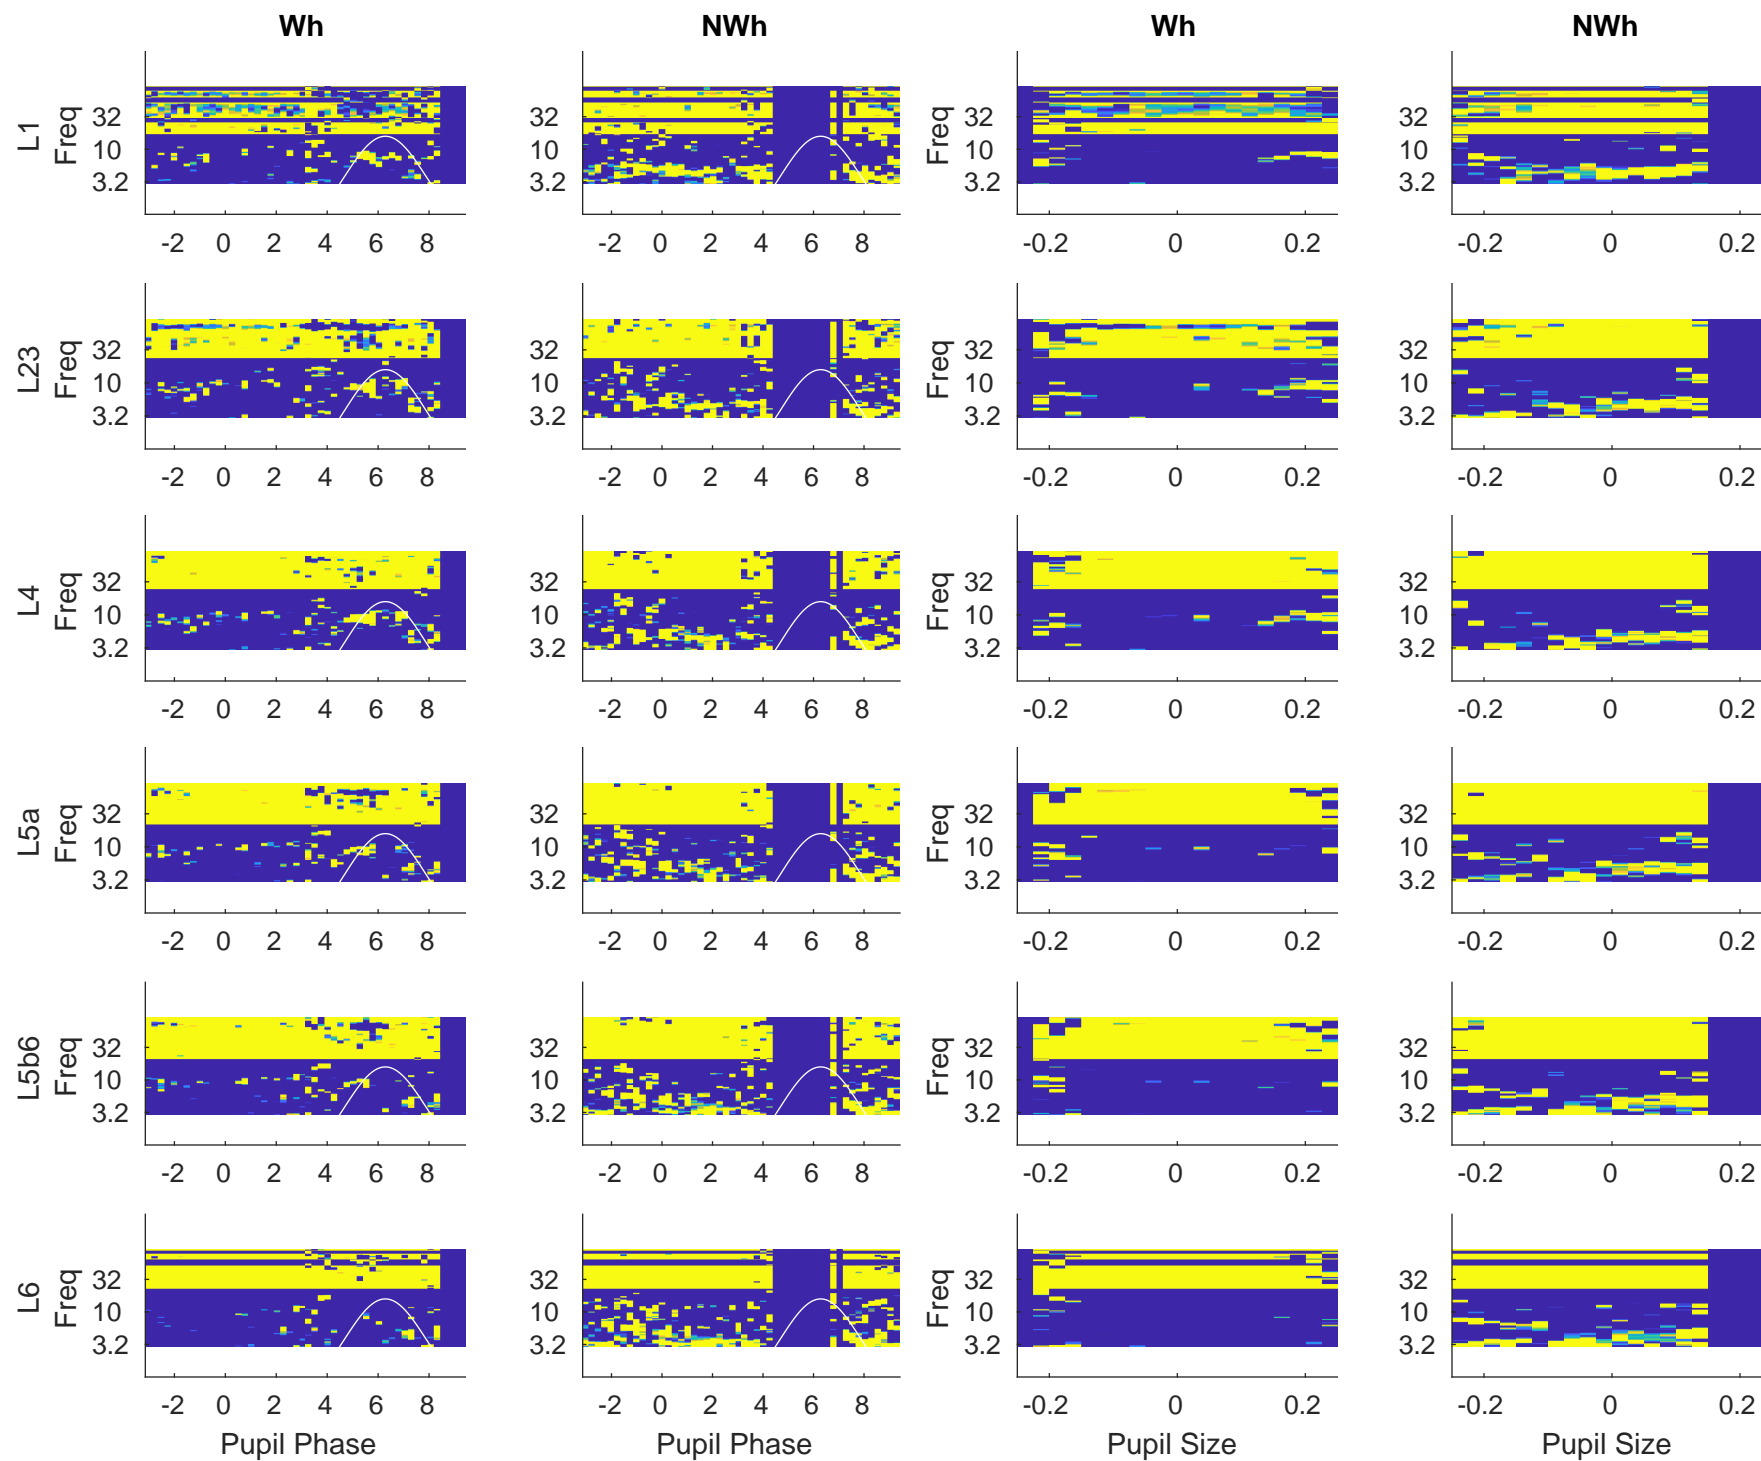 Wh NWh Wh NWh
L1 Freq 32 10 3.2 32 10 3.2 Freq 32 10 3.2 32 10 3.2
-2 0 2 4 6 8 -2 0 2 4 6 8 -0.2 0 0.2 -0.2 0 0.2
L23 Freq 32 10 3.2 32 10 3.2 Freq 32 10 3.2 32 10 3.2
-2 0 2 4 6 8 -2 0 2 4 6 8 -0.2 0 0.2 -0.2 0 0.2
L4 Freq 32 10 3.2 32 10 3.2 Freq 32 10 3.2 32 10 3.2
-2 0 2 4 6 8 -2 0 2 4 6 8 -0.2 0 0.2 -0.2 0 0.2
L5a Freq 32 10 3.2 32 10 3.2 Freq 32 10 3.2 32 10 3.2
-2 0 2 4 6 8 -2 0 2 4 6 8 -0.2 0 0.2 -0.2 0 0.2
L5b6 Freq 32 10 3.2 32 10 3.2 Freq 32 10 3.2 32 10 3.2
-2 0 2 4 6 8 -2 0 2 4 6 8 -0.2 0 0.2 -0.2 0 0.2
L6 Freq 32 10 3.2 32 10 3.2 Freq 32 10 3.2 32 10 3.2
-2 0 2 4 6 8 -2 0 2 4 6 8 -0.2 0 0.2 -0.2 0 0.2
Pupil Phase Pupil Phase Pupil Size Pupil Size